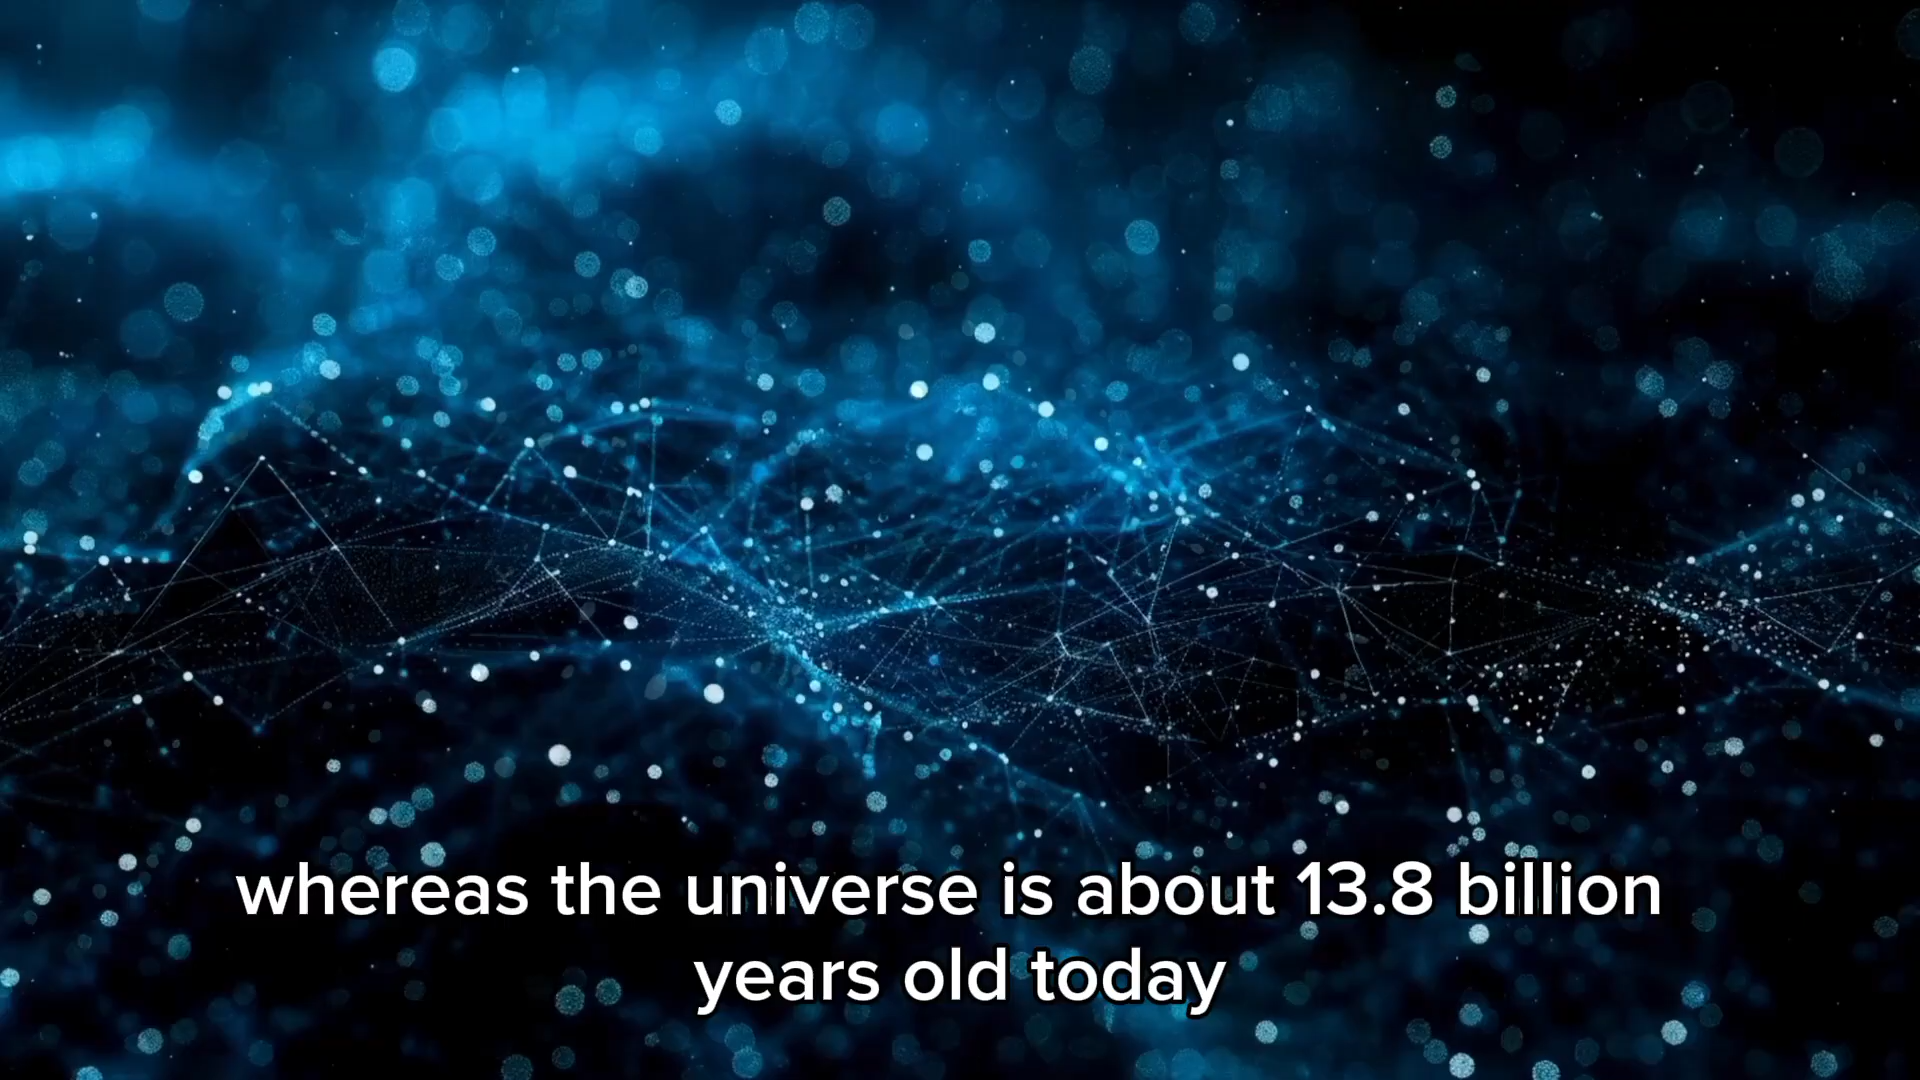 whereas the universe is about 13.8 billion
years old today